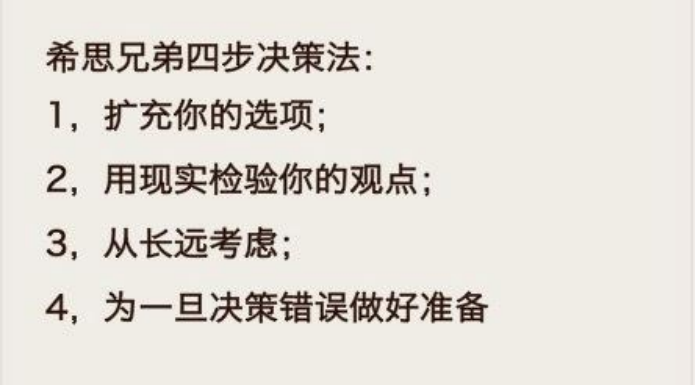 希思兄弟四步决策法:
1，扩充你的选项;
2，用现实检验你的观点;
3，从长远考虑;
4，为一旦决策错误做好准备